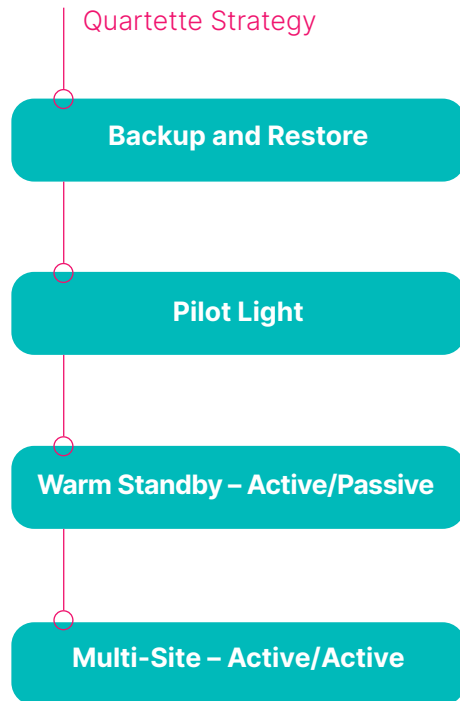 Quartette Strategy
Backup and Restore
Pilot Light
Warm Standby – Active/Passive
Multi-Site – Active/Active